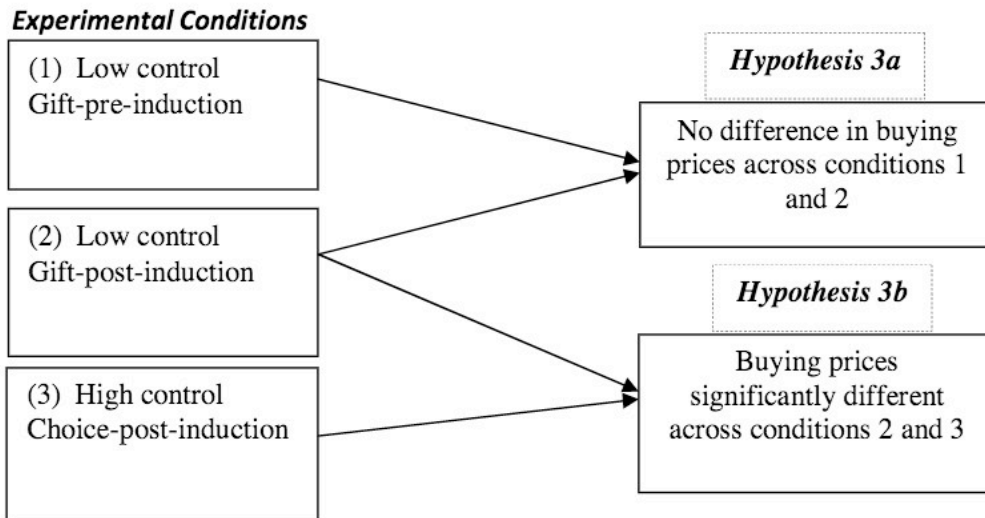 Experimental Conditions
(1) Low control
Gift-pre-induction
(2) Low control
Gift-post-induction
(3) High control
Choice-post-induction
Hypothesis 3a
No difference in buying
prices across conditions 1
and 2
Hypothesis 3b
Buying prices
significantly different
across conditions 2 and 3